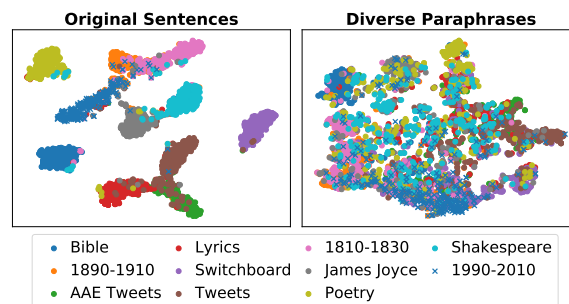 Original Sentences
Diverse Paraphrases
Bible
Lyrics
1810-1830
Shakespeare
1890-1910
Switchboard
James Joyce
1990-2010
AAE Tweets
Tweets
Poetry